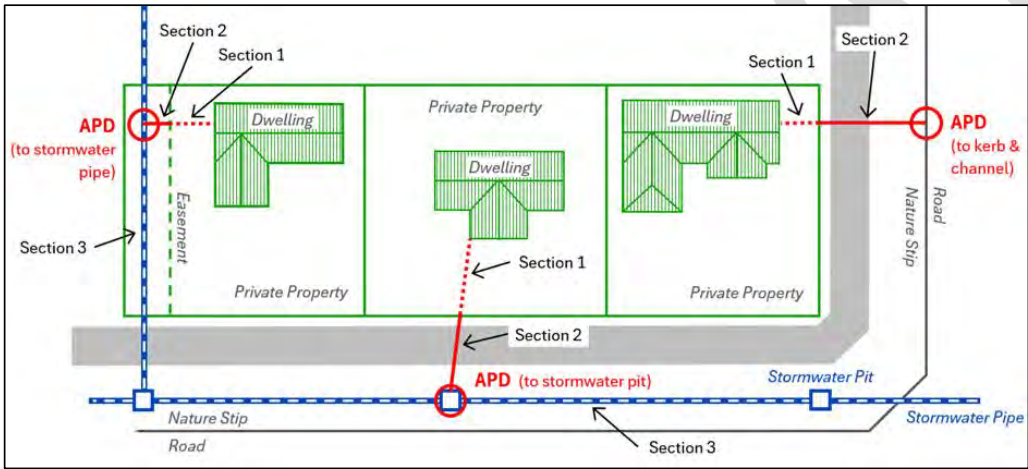 Section 2
Section 1
Section 2
Section 1
Private Property
Dwelling
Dwelling
APD
(to stormwater
pipe)
APD
(to kerb &
channel)
Dwelling
Easement
Nature Stip
Road
Section 3
Section 1
Private Property
Private Property
Section 2
APD (to stormwater pit)
Stormwater Pit
Nature Stip
Stormwater Pipe
Road
Section 3